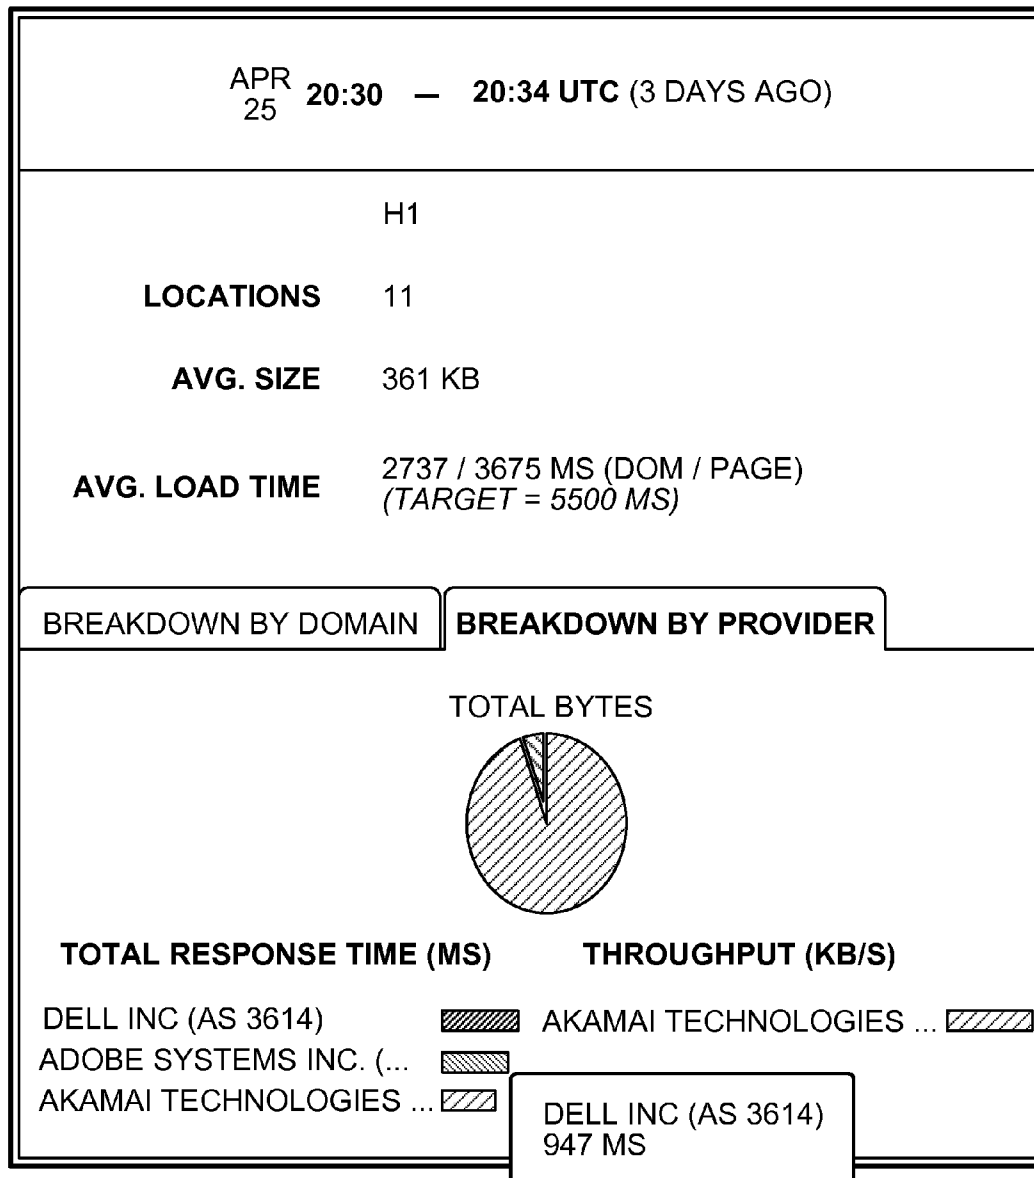 APR
25 20:30 — 20:34 UTC (3 DAYS AGO)
H1
LOCATIONS 11
AVG. SIZE 361 KB
AVG. LOAD TIME 2737 / 3675 MS (DOM / PAGE)
(TARGET = 5500 MS)
BREAKDOWN BY DOMAIN BREAKDOWN BY PROVIDER
TOTAL BYTES
TOTAL RESPONSE TIME (MS) THROUGHPUT (KB/S)
DELL INC (AS 3614) AKAMAI TECHNOLOGIES ...
ADOBE SYSTEMS INC. (...
AKAMAI TECHNOLOGIES ...
DELL INC (AS 3614)
947 MS